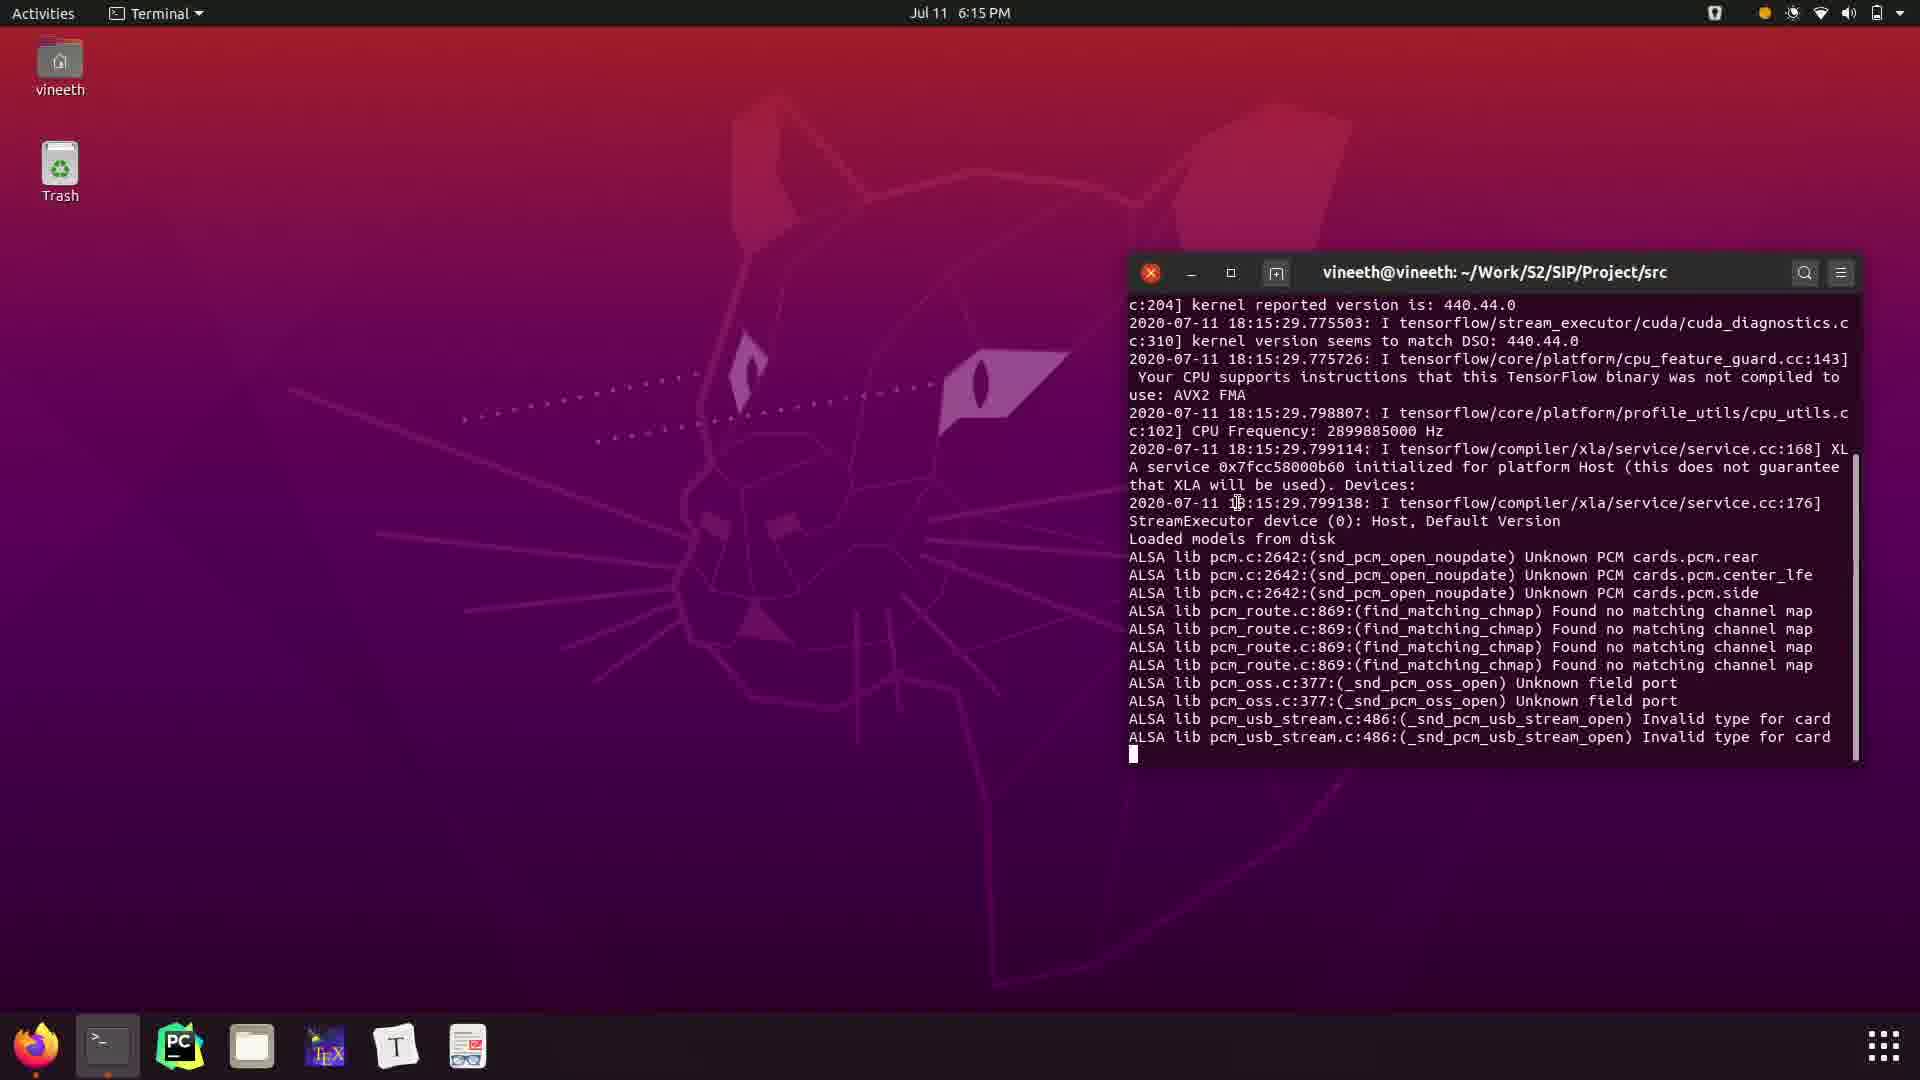 Activities
Terminal
Jul 11 6:15 PM
vineeth
Trash
vineeth@vineeth: ~/Work/S2/SIP/Project/src
c:204] kernel reported version is: 440.44.0
2020-07-11 18:15:29.775503: I tensorflow/stream_executor/cuda/cuda_diagnostics.c
c:310] kernel version seems to match DSO: 440.44.0
2020-07-11 18:15:29.775726: I tensorflow/core/platform/cpu_feature_guard.cc:143]
Your CPU supports instructions that this TensorFlow binary was not compiled to
use: AVX2 FMA
2020-07-11 18:15:29.798807: I tensorflow/core/platform/profile_utils/cpu_utils.c
c:102] CPU Frequency: 2899885000 Hz
2020-07-11 18:15:29.799114: I tensorflow/compiler/xla/service/service.cc:168] XL
A service 0x7fcc58000b60 initialized for platform Host (this does not guarantee
that XLA will be used). Devices:
2020-07-11 18:15:29.799138: I tensorflow/compiler/xla/service/service.cc:176]
StreamExecutor device (0): Host, Default Version
Loaded models from disk
ALSA lib pcm.c:2642:(snd_pcm_open_noupdate) Unknown PCM cards.pcm.rear
ALSA lib pcm.c:2642:(snd_pcm_open_noupdate) Unknown PCM cards.pcm.center_lfe
ALSA lib pcm.c:2642:(snd_pcm_open_noupdate) Unknown PCM cards.pcm.side
ALSA lib pcm_route.c:869:(find_matching_chmap) Found no matching channel map
ALSA lib pcm_route.c:869:(find_matching_chmap) Found no matching channel map
ALSA lib pcm_route.c:869:(find_matching_chmap) Found no matching channel map
ALSA lib pcm_route.c:869:(find_matching_chmap) Found no matching channel map
ALSA lib pcm_oss.c:377:(_snd_pcm_oss_open) Unknown field port
ALSA lib pcm_oss.c:377:(_snd_pcm_oss_open) Unknown field port
ALSA lib pcm_usb_stream.c:486:(_snd_pcm_usb_stream_open) Invalid type for card
ALSA lib pcm_usb_stream.c:486:(_snd_pcm_usb_stream_open) Invalid type for card
>_
PC
TEX
T